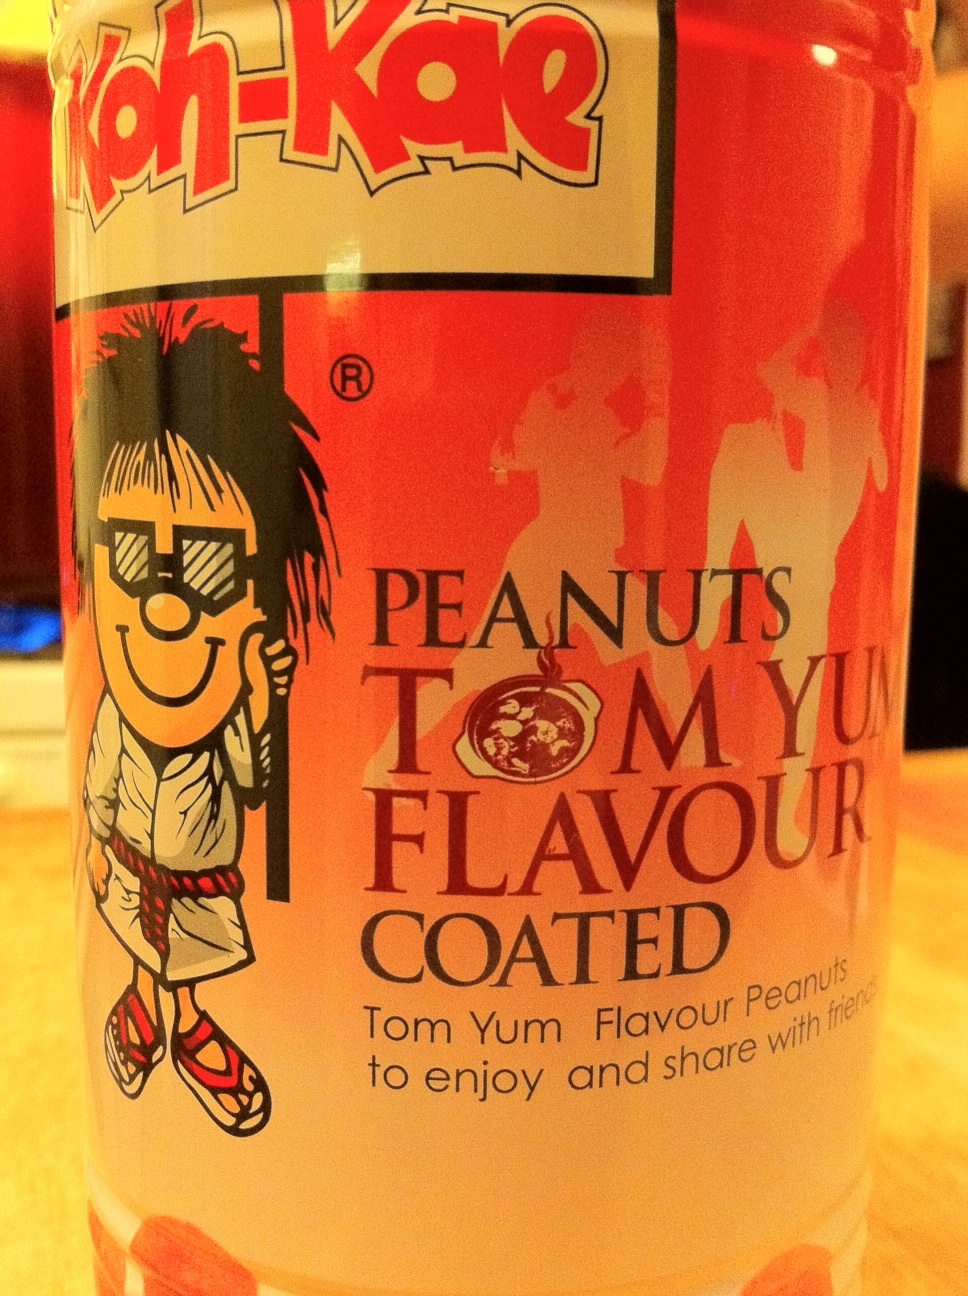 Koh-Kae
®
PEANUTS
TOM YUM
FLAVOUR
COATED
Tom Yum Flavour Peanuts
to enjoy and share with friends